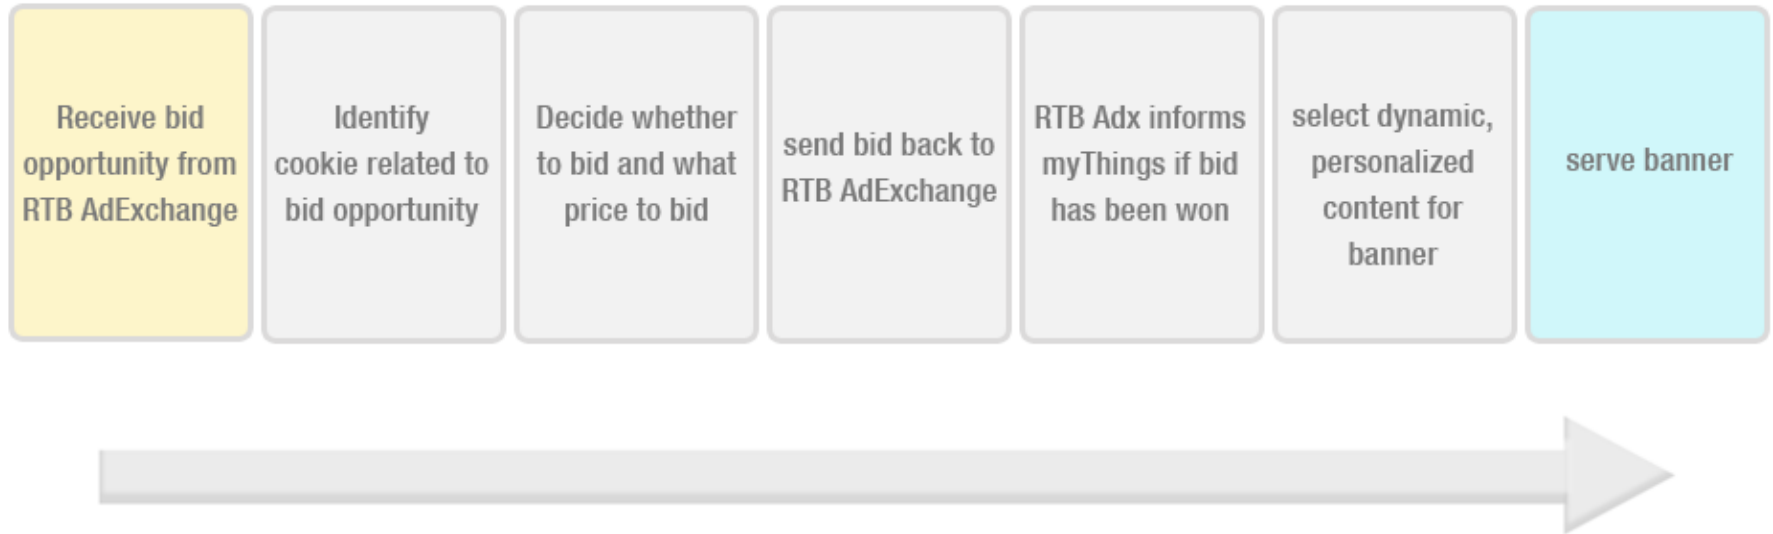 Receive bid
opportunity from
RTB AdExchange
Identify
cookie related to
bid opportunity
Decide whether
to bid and what
price to bid
send bid back to
RTB AdExchange
RTB Adx informs
myThings if bid
has been won
select dynamic,
personalized
content for
banner
serve banner